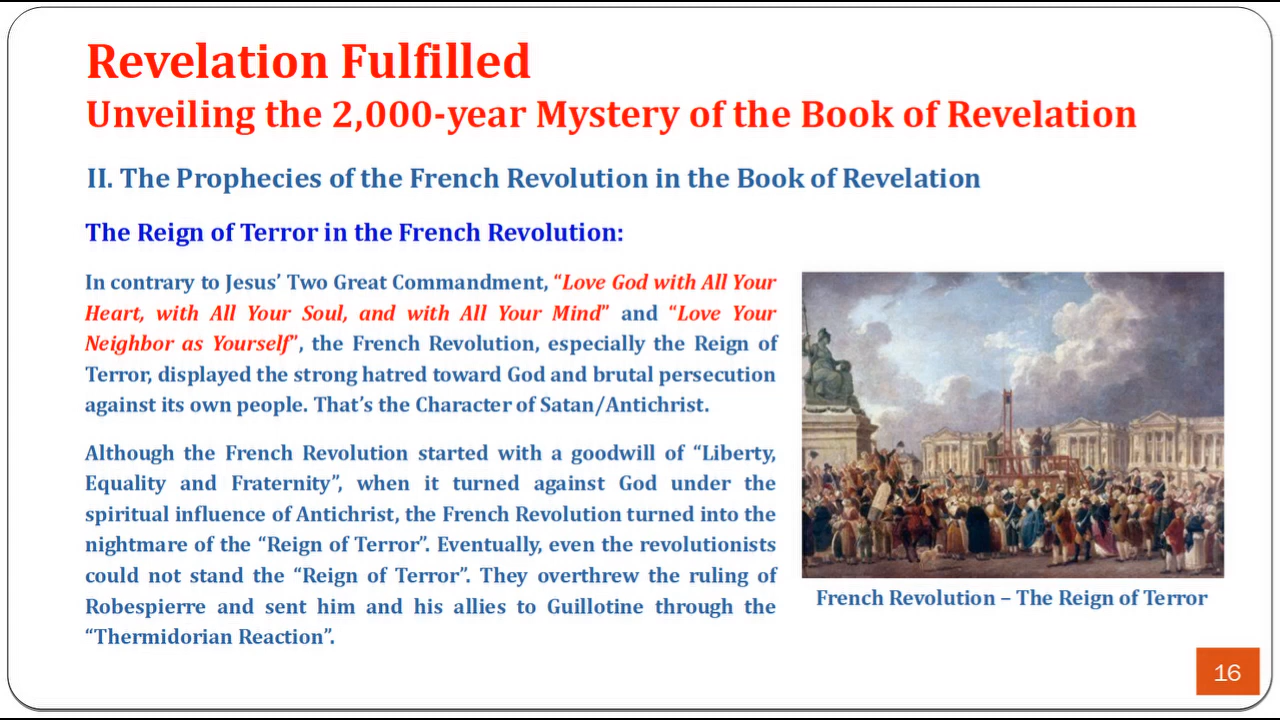 Revelation Fulfilled
Unveiling the 2,000-year Mystery of the Book of Revelation
II. The Prophecies of the French Revolution in the Book of Revelation
The Reign of Terror in the French Revolution:
In contrary to Jesus’ Two Great Commandment, “Love God with All Your
Heart, with All Your Soul, and with All Your Mind” and “Love Your
Neighbor as Yourself”, the French Revolution, especially the Reign of
Terror, displayed the strong hatred toward God and brutal persecution
against its own people. That’s the Character of Satan/Antichrist.
Although the French Revolution started with a goodwill of “Liberty,
Equality and Fraternity”, when it turned against God under the
spiritual influence of Antichrist, the French Revolution turned into the
nightmare of the “Reign of Terror”. Eventually, even the revolutionists
could not stand the “Reign of Terror”. They overthrew the ruling of
Robespierre and sent him and his allies to Guillotine through the
“Thermidorian Reaction”.
French Revolution – The Reign of Terror
16